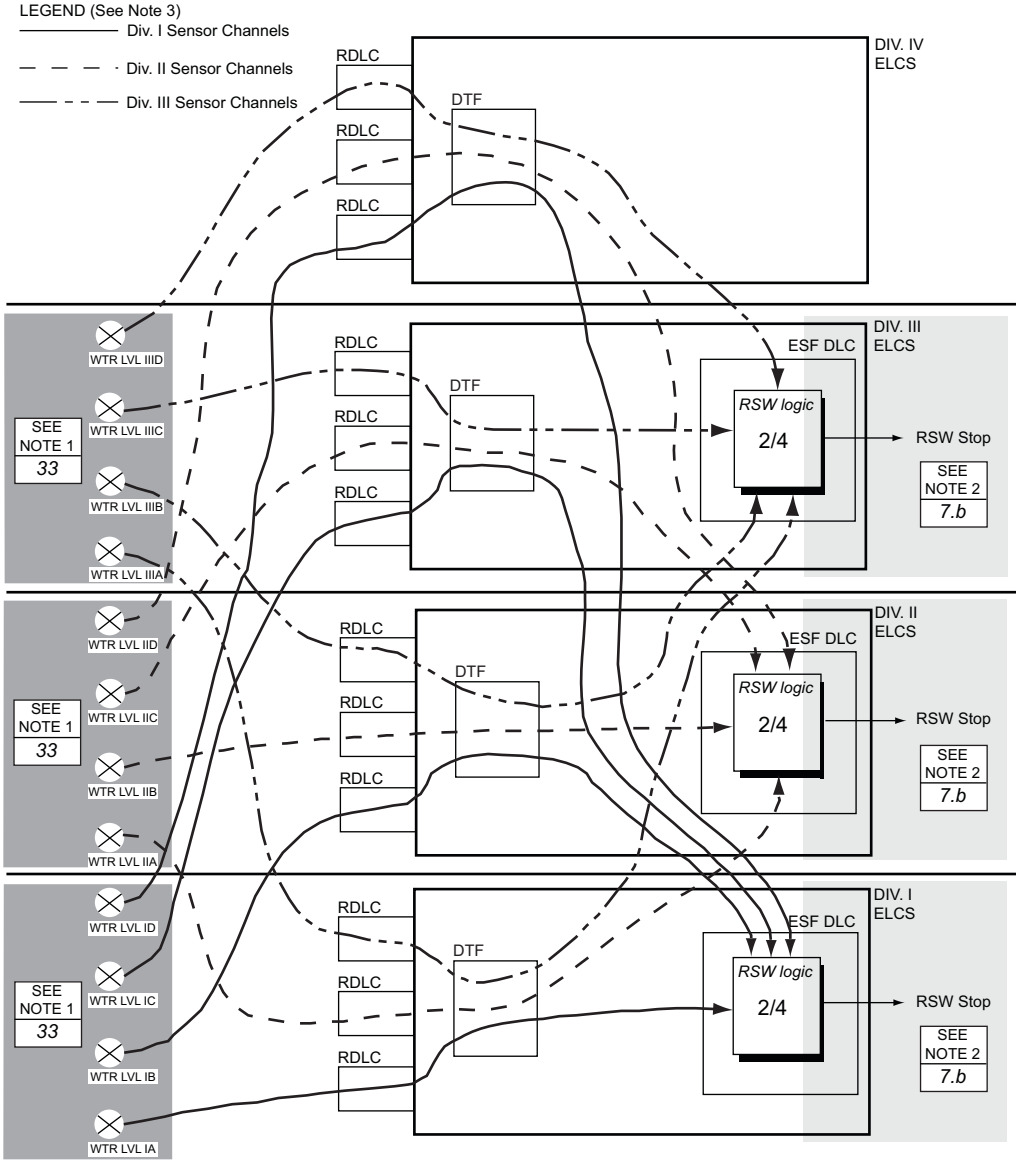 LEGEND (See Note 3)
Div. I Sensor Channels
Div. II Sensor Channels
Div. III Sensor Channels
RDLC
RDLC
RDLC
DTF
DIV. IV
ELCS
WTR LVL IIID
WTR LVL IIIC
WTR LVL IIIB
WTR LVL IIIA
SEE
NOTE 1
33
RDLC
RDLC
RDLC
DTF
DIV. III
ELCS
ESF DLC
RSW logic
2/4
RSW Stop
SEE
NOTE 2
7.b
WTR LVL IID
WTR LVL IIC
WTR LVL IIB
WTR LVL IIA
SEE
NOTE 1
33
RDLC
RDLC
RDLC
DTF
DIV. II
ELCS
ESF DLC
RSW logic
2/4
RSW Stop
SEE
NOTE 2
7.b
WTR LVL ID
WTR LVL IC
WTR LVL IB
WTR LVL IA
SEE
NOTE 1
33
RDLC
RDLC
RDLC
DTF
DIV. I
ELCS
ESF DLC
RSW logic
2/4
RSW Stop
SEE
NOTE 2
7.b